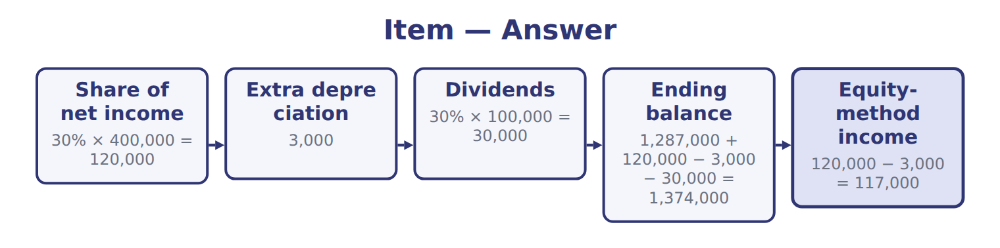 Item — Answer
Share of
net income
30% × 400,000 =
120,000
Extra depre
ciation
3,000
Dividends
30% × 100,000 =
30,000
Ending
balance
1,287,000 +
120,000 − 3,000
− 30,000 =
1,374,000
Equity-
method
income
120,000 − 3,000
= 117,000